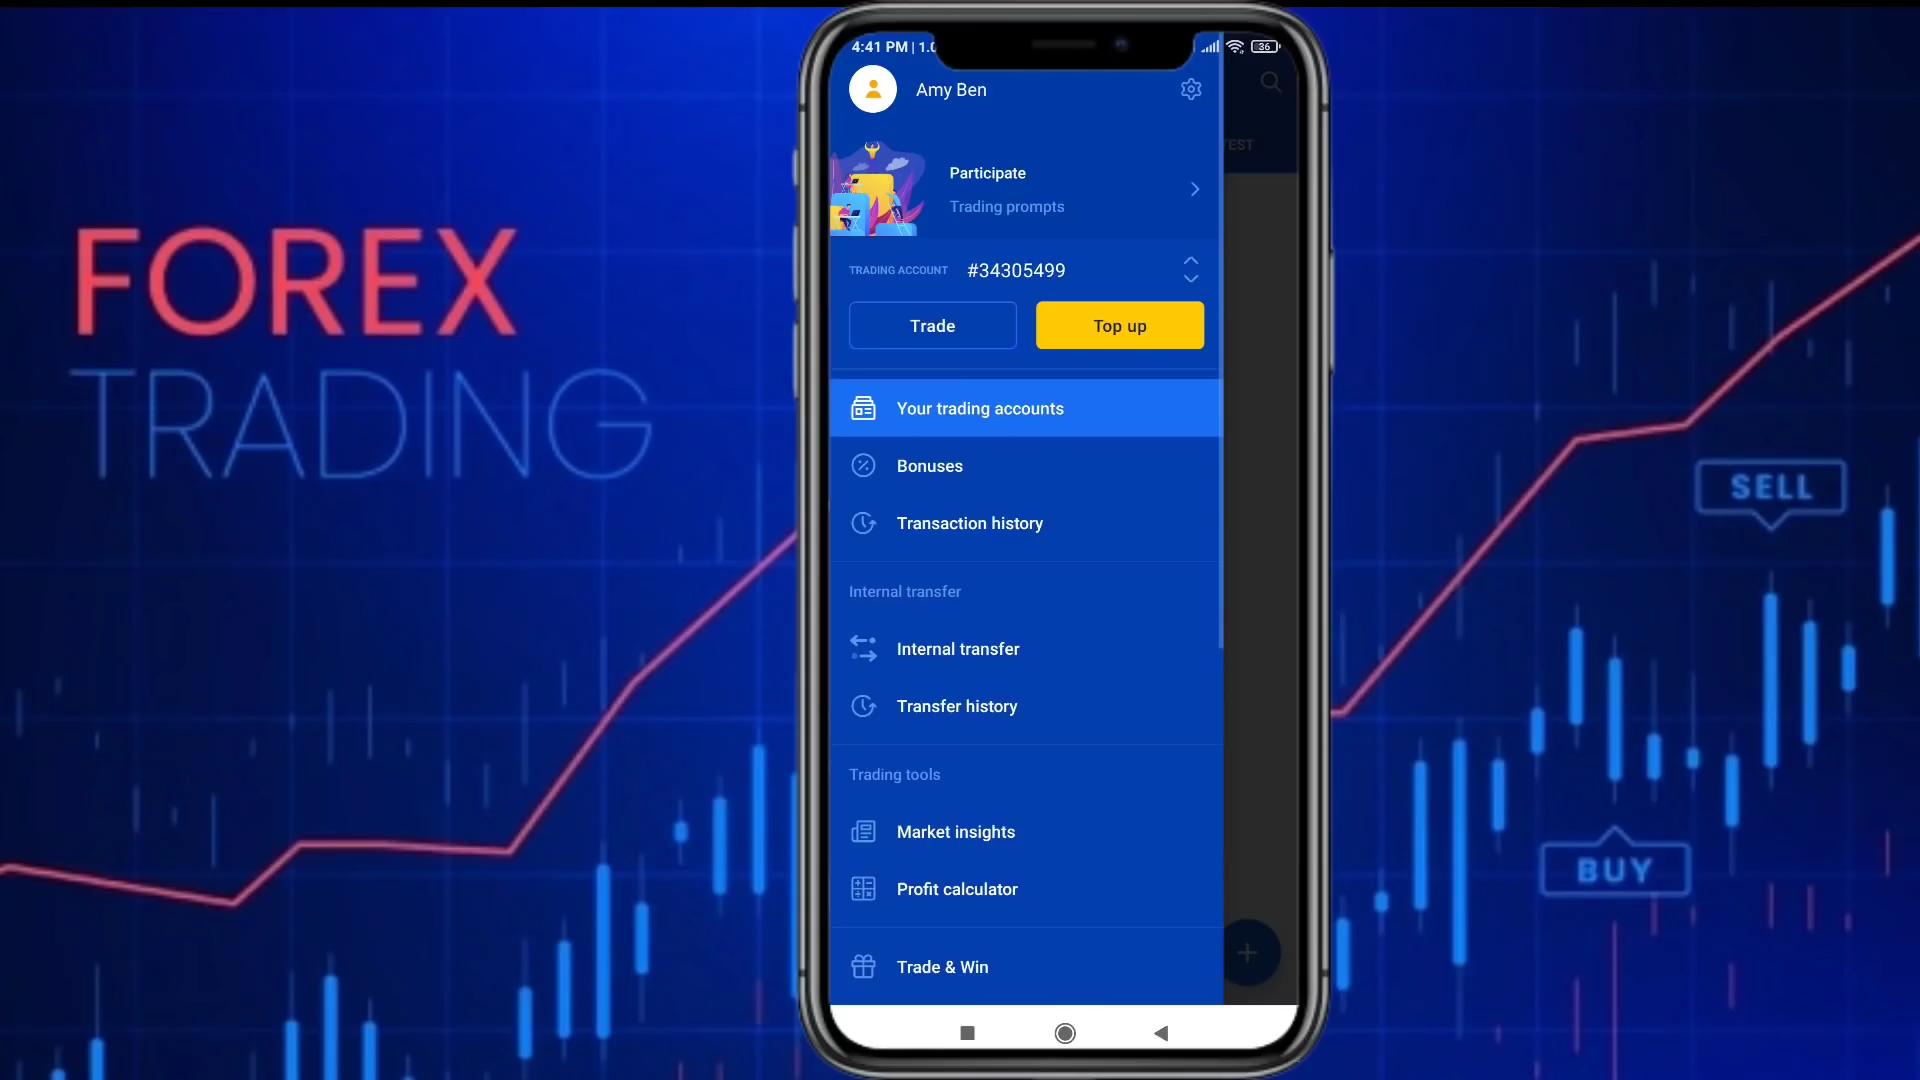 FOREX
TRADING
4:41 PM | 1.0
36
Amy Ben
Participate
Trading prompts
TRADING ACCOUNT #34305499
Trade
Top up
Your trading accounts
Bonuses
Transaction history
Internal transfer
Internal transfer
Transfer history
Trading tools
Market insights
Profit calculator
Trade & Win
SELL
BUY